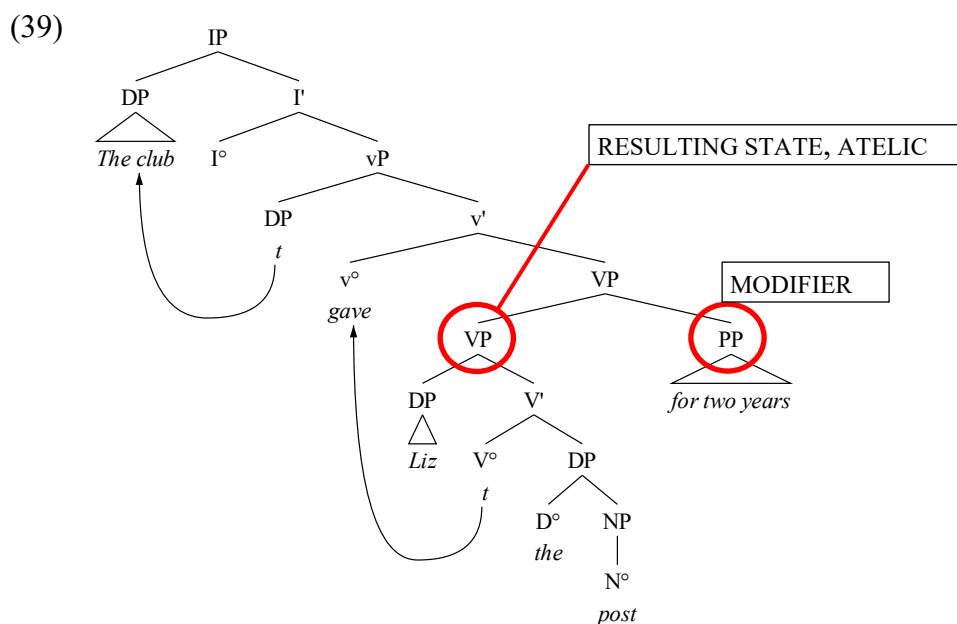 (39)
IP
DP I'
The club I° vP
RESULTING STATE, ATELIC
DP v'
t
v° VP
gave
MODIFIER
VP PP
for two years
DP V'
Liz V° DP
t
D° NP
the
N°
post